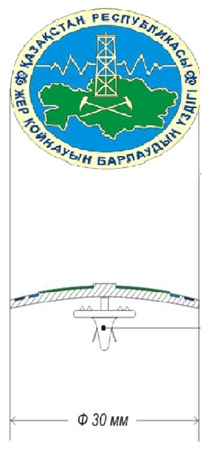 ҚАЗАҚСТАН РЕСПУБЛИКАСЫ
ЖЕР ҚОЙНАУЫН БАРЛАУДЫҢ ҮЗДІГІ
Ф 30 мм